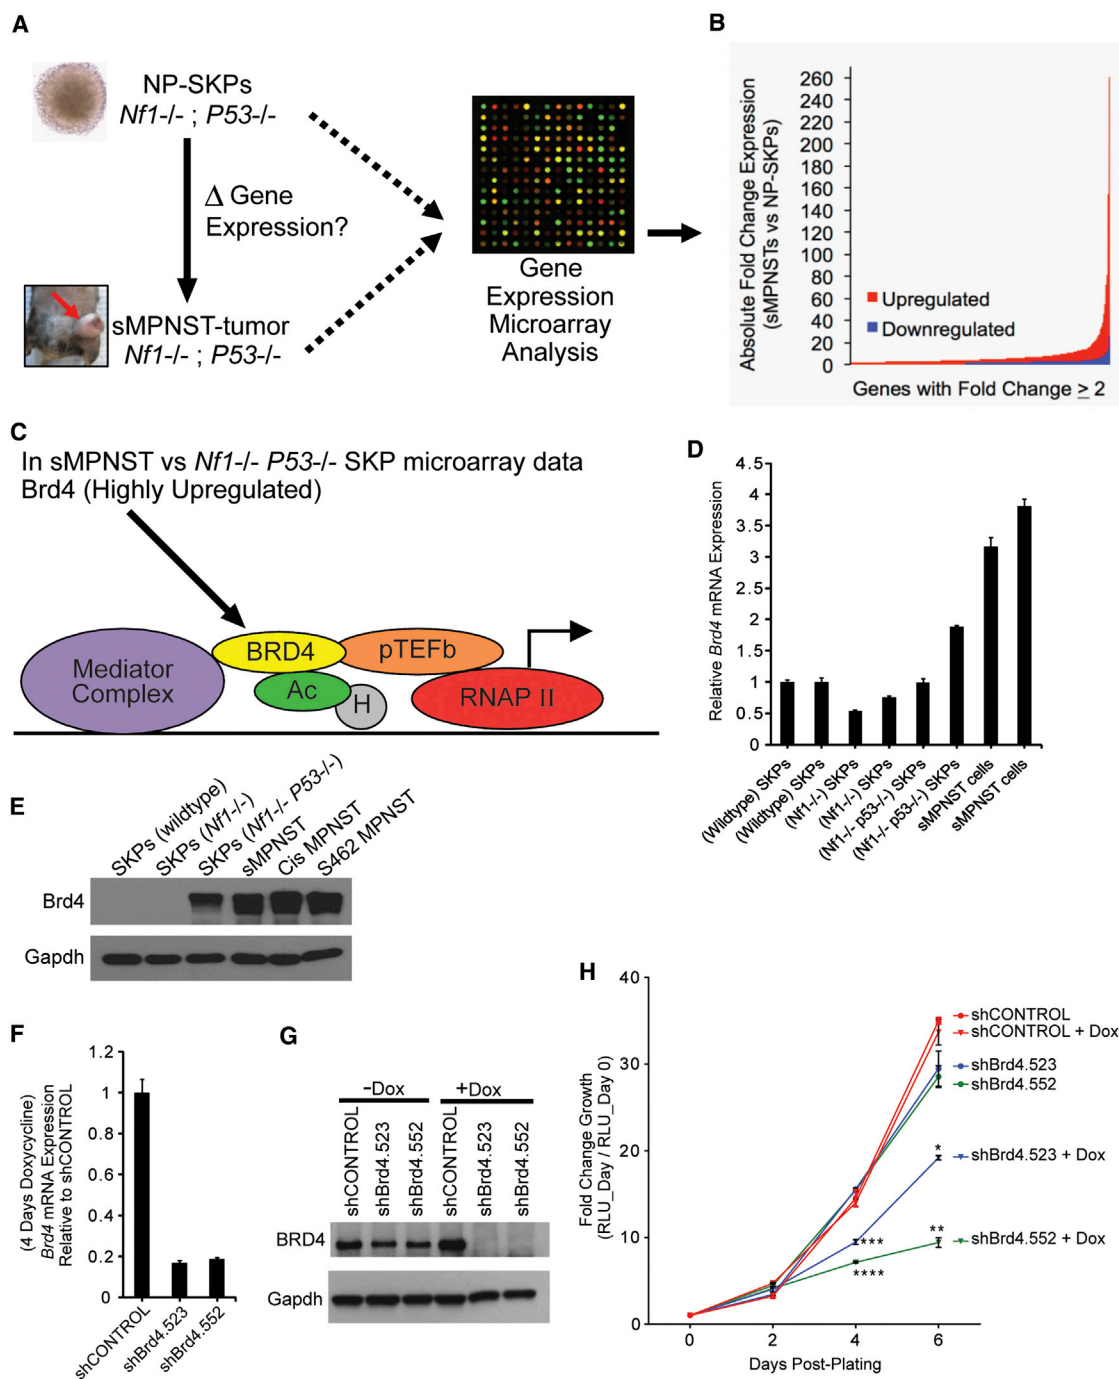 A
NP-SKPs
Nf1-/- ; P53-/-
Δ Gene
Expression?
sMPNST-tumor
Nf1-/- ; P53-/-
Gene
Expression
Microarray
Analysis
B
Absolute Fold Change Expression
(sMPNSTs vs NP-SKPs)
260
240
220
200
180
160
140
120
100
80
60
40
20
0
Upregulated
Downregulated
Genes with Fold Change ≥ 2
C
In sMPNST vs Nf1-/- P53-/- SKP microarray data
Brd4 (Highly Upregulated)
Mediator
Complex
BRD4
pTEFb
Ac
H
RNAP II
D
Relative Brd4 mRNA Expression
4.5
4
3.5
3
2.5
2
1.5
1
0.5
0
(Wildtype) SKPs
(Wildtype) SKPs
(Nf1-/-) SKPs
(Nf1-/-) SKPs
(Nf1-/- p53-/-) SKPs
(Nf1-/- p53-/-) SKPs
sMPNST cells
sMPNST cells
E
SKPs (wildtype)
SKPs (Nf1-/-)
SKPs (Nf1-/- P53-/-)
sMPNST
Cis MPNST
S462 MPNST
Brd4
Gapdh
F
(4 Days Doxycycline)
Brd4 mRNA Expression
Relative to shCONTROL
1.2
1
0.8
0.6
0.4
0.2
0
shCONTROL
shBrd4.523
shBrd4.552
G
–Dox
+Dox
shCONTROL
shBrd4.523
shBrd4.552
shCONTROL
shBrd4.523
shBrd4.552
BRD4
Gapdh
H
Fold Change Growth
(RLU_Day / RLU_Day 0)
40
30
20
10
0
0
2
4
6
Days Post-Plating
shCONTROL
shCONTROL + Dox
shBrd4.523
shBrd4.552
*
shBrd4.523 + Dox
**
shBrd4.552 + Dox
***
****